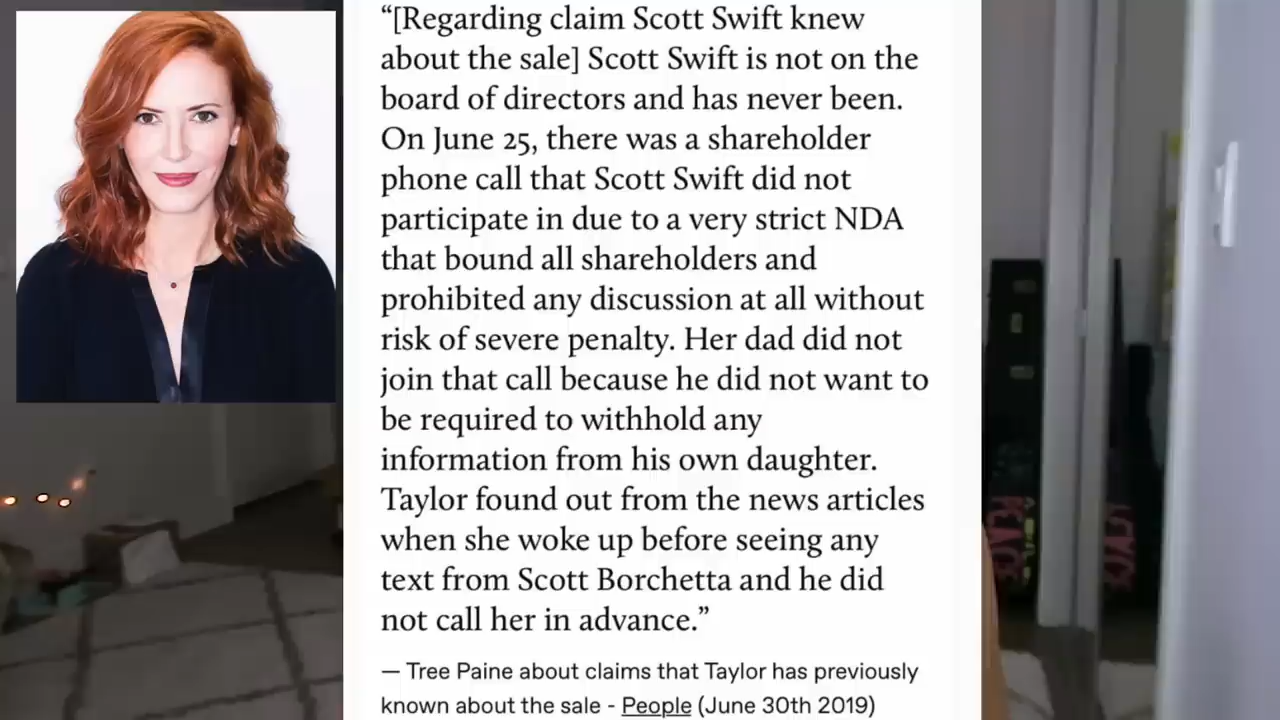 “[Regarding claim Scott Swift knew
about the sale] Scott Swift is not on the
board of directors and has never been.
On June 25, there was a shareholder
phone call that Scott Swift did not
participate in due to a very strict NDA
that bound all shareholders and
prohibited any discussion at all without
risk of severe penalty. Her dad did not
join that call because he did not want to
be required to withhold any
information from his own daughter.
Taylor found out from the news articles
when she woke up before seeing any
text from Scott Borchetta and he did
not call her in advance.”
— Tree Paine about claims that Taylor has previously
known about the sale - People (June 30th 2019)